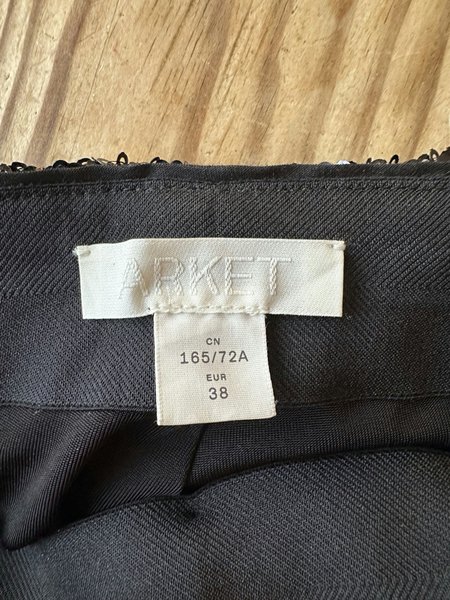 ARKET
CN
165/72A
EUR
38